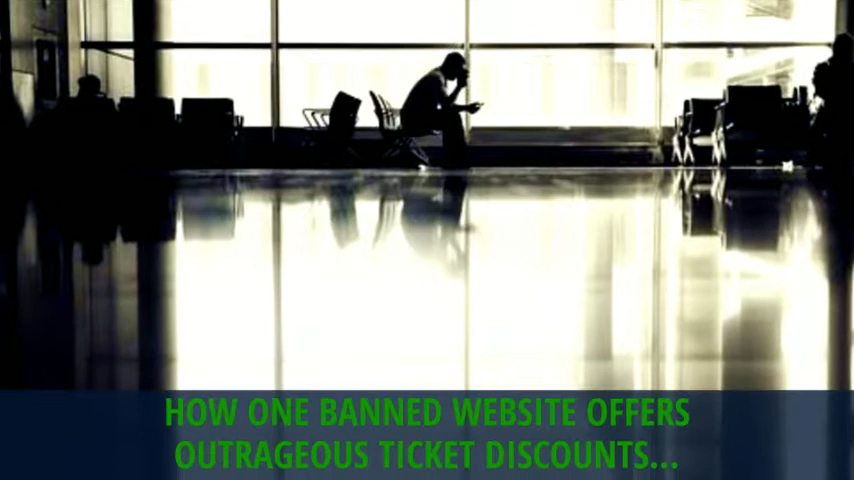 HOW ONE BANNED WEBSITE OFFERS
OUTRAGEOUS TICKET DISCOUNTS...